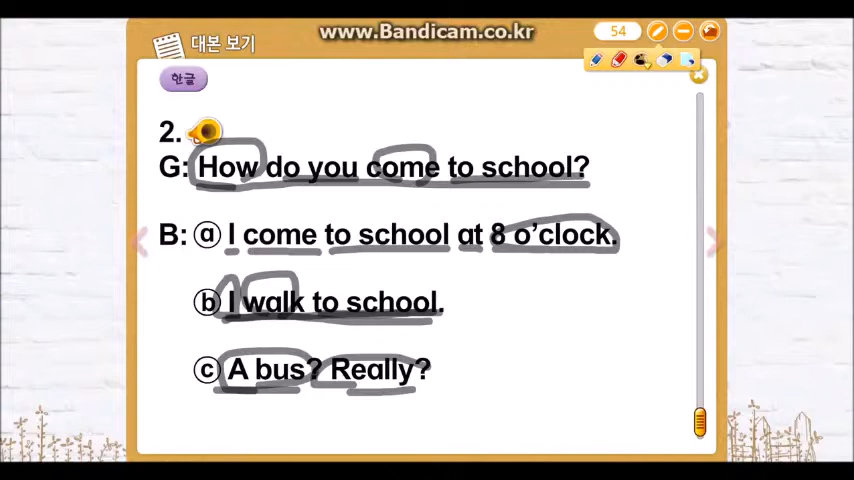 www.Bandicam.co.kr
대본 보기
54
한글
2.
G: How do you come to school?
B: ⓐ I come to school at 8 o'clock.
ⓑ I walk to school.
ⓒ A bus? Really?